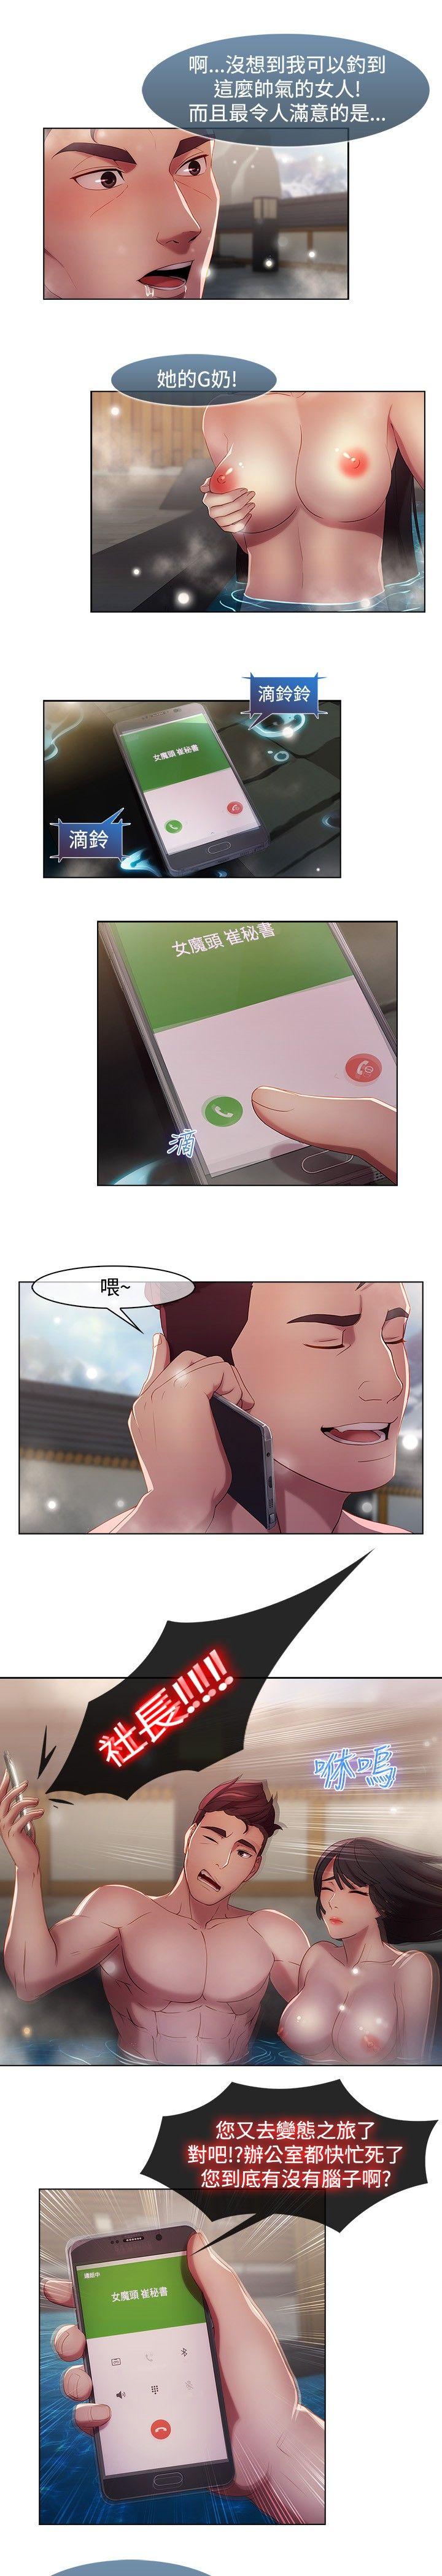 啊...沒想到我可以釣到
這麼帥氣的女人!
而且最令人滿意的是...
她的G奶!
滴鈴鈴
女魔頭 崔秘書
滴鈴
女魔頭 崔秘書
滴
喂~
社長!!!!!
咻嗚
您又去變態之旅了
對吧!?辦公室都快忙死了
您到底有沒有腦子啊?
通話中
女魔頭 崔秘書